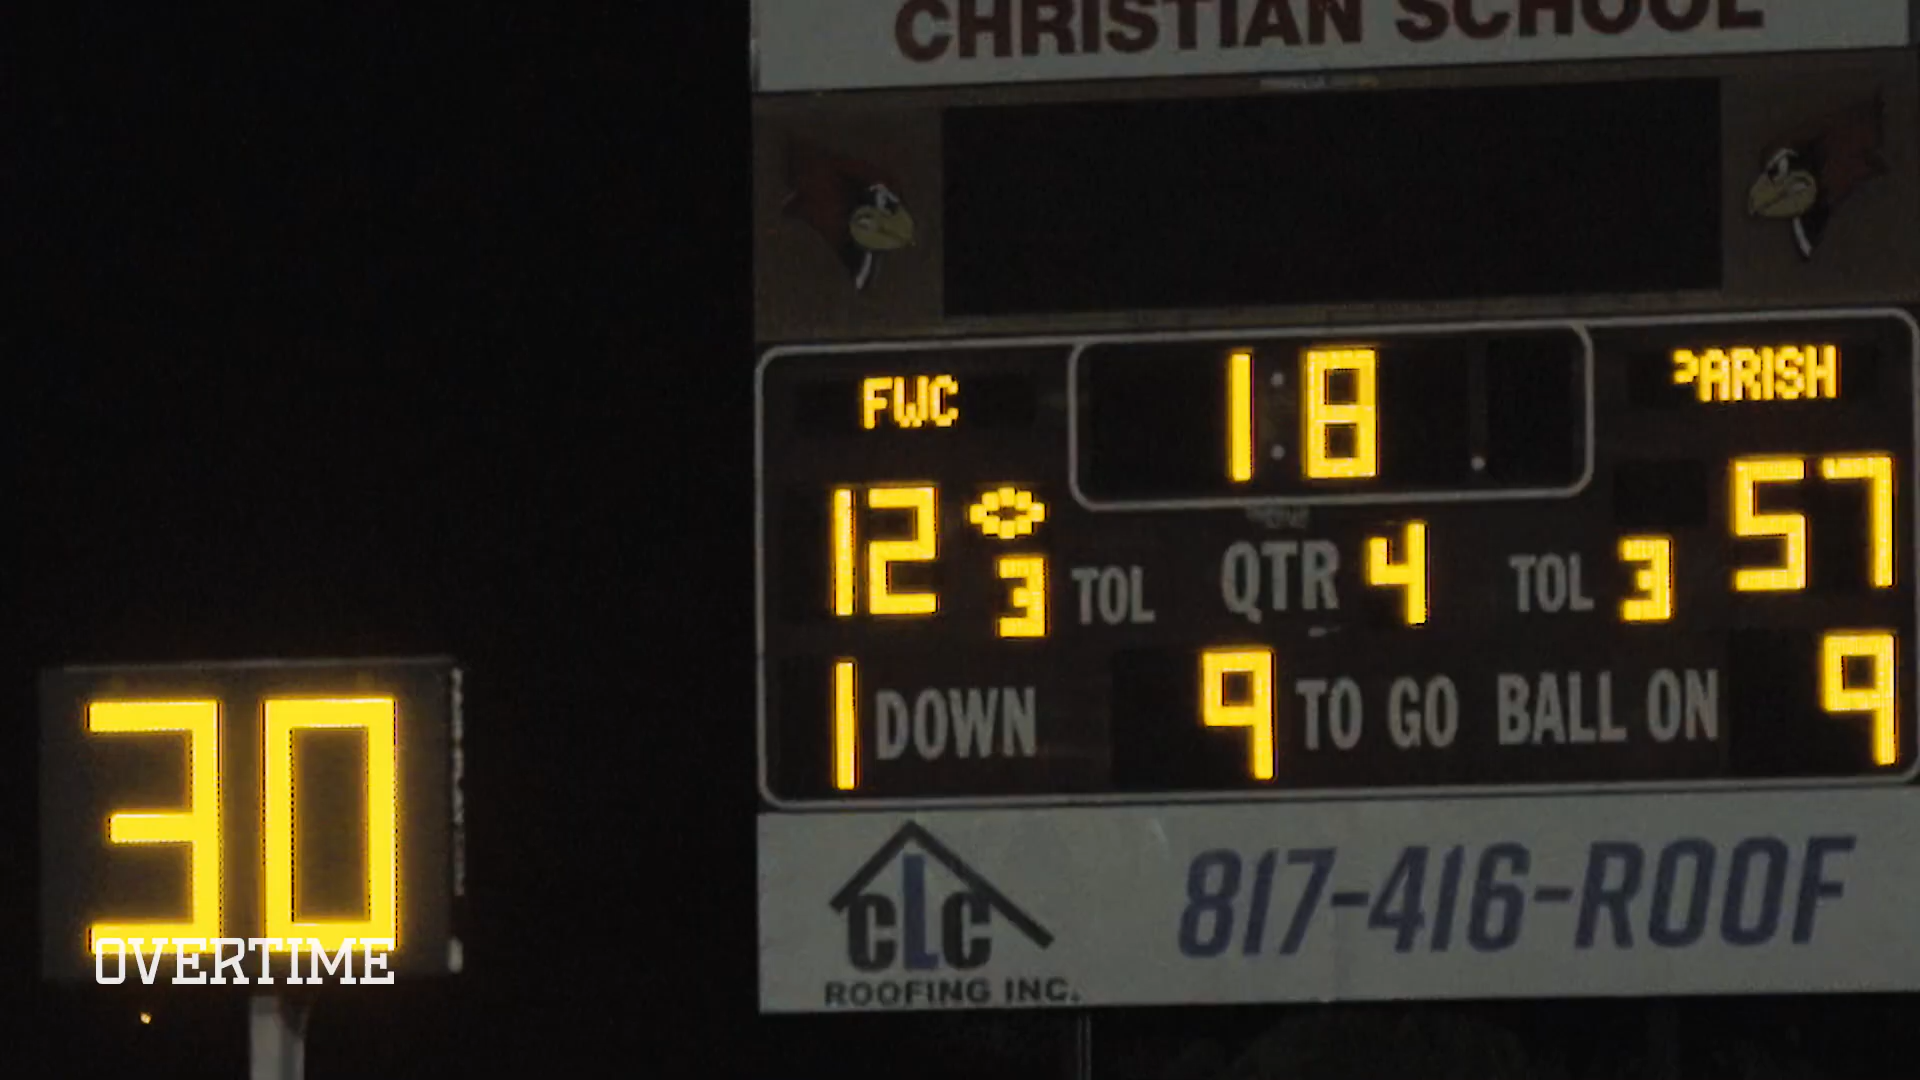 CHRISTIAN SCHOOL
FWC 1:8 PARISH
12 3 TOL QTR 4 TOL 3 57
1 DOWN 9 TO GO BALL ON 9
30
OVERTIME
CLC
ROOFING INC.
817-416-ROOF